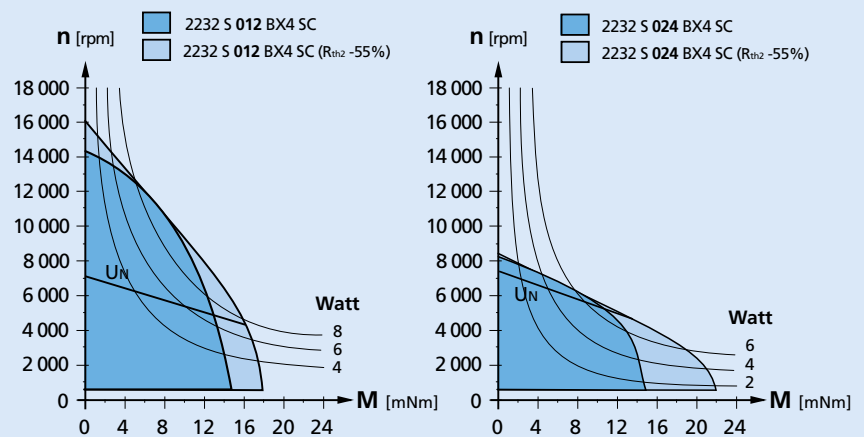 n [rpm]
2232 S 012 BX4 SC
2232 S 012 BX4 SC (Rth2 -55%)
18 000
16 000
14 000
12 000
10 000
8 000
6 000
4 000
2 000
0
UN
Watt
8
6
4
M [mNm]
0 4 8 12 16 20 24
n [rpm]
2232 S 024 BX4 SC
2232 S 024 BX4 SC (Rth2 -55%)
18 000
16 000
14 000
12 000
10 000
8 000
6 000
4 000
2 000
0
UN
Watt
6
4
2
M [mNm]
0 4 8 12 16 20 24